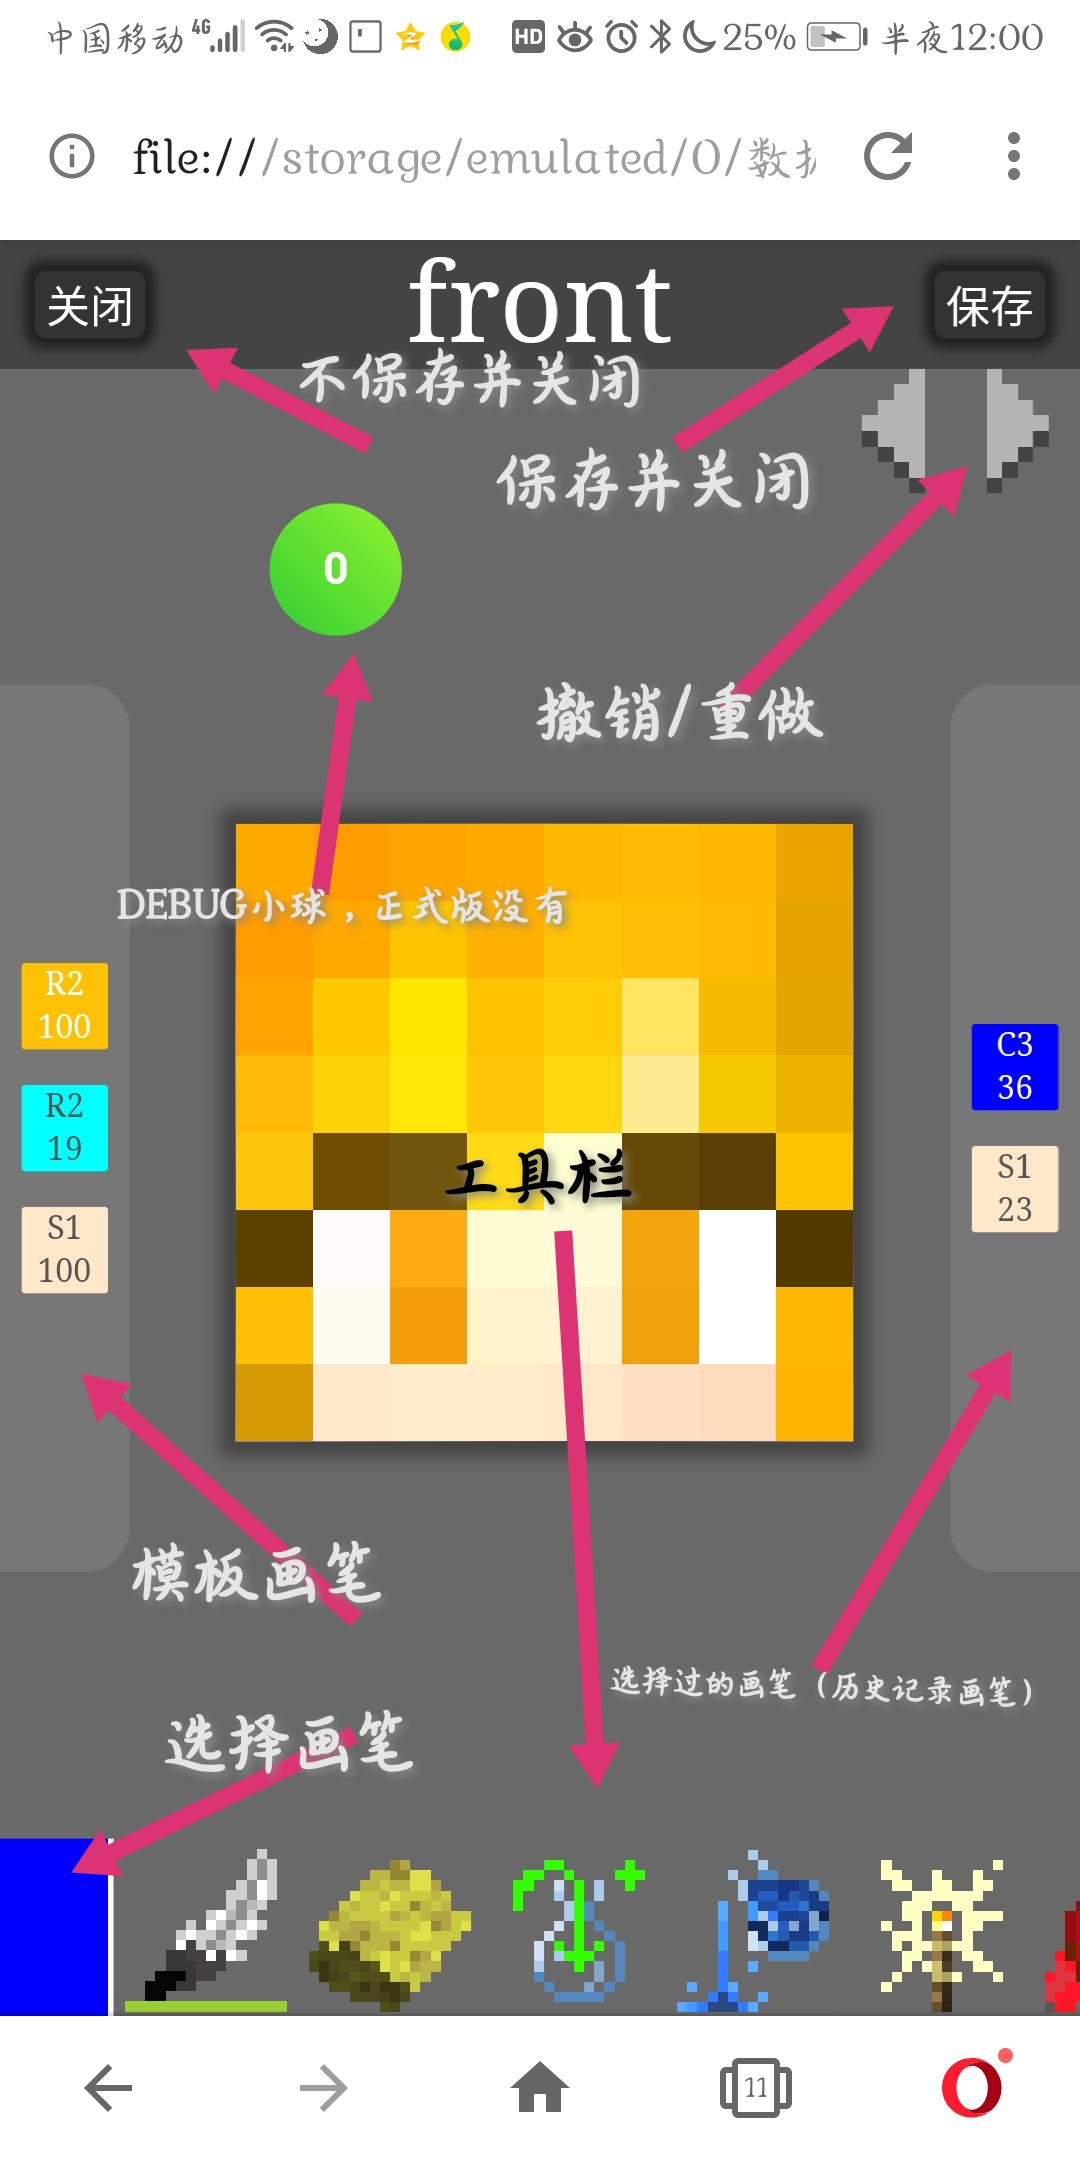 中国移动 4G HD 25% 半夜12:00
file:///storage/emulated/0/数
关闭 front 保存
不保存并关闭
保存并关闭
0
撤销/重做
DEBUG小球，正式版没有
R2
100
C3
36
R2
19
工具栏
S1
23
S1
100
模板画笔
选择过的画笔（历史记录画笔）
选择画笔
11